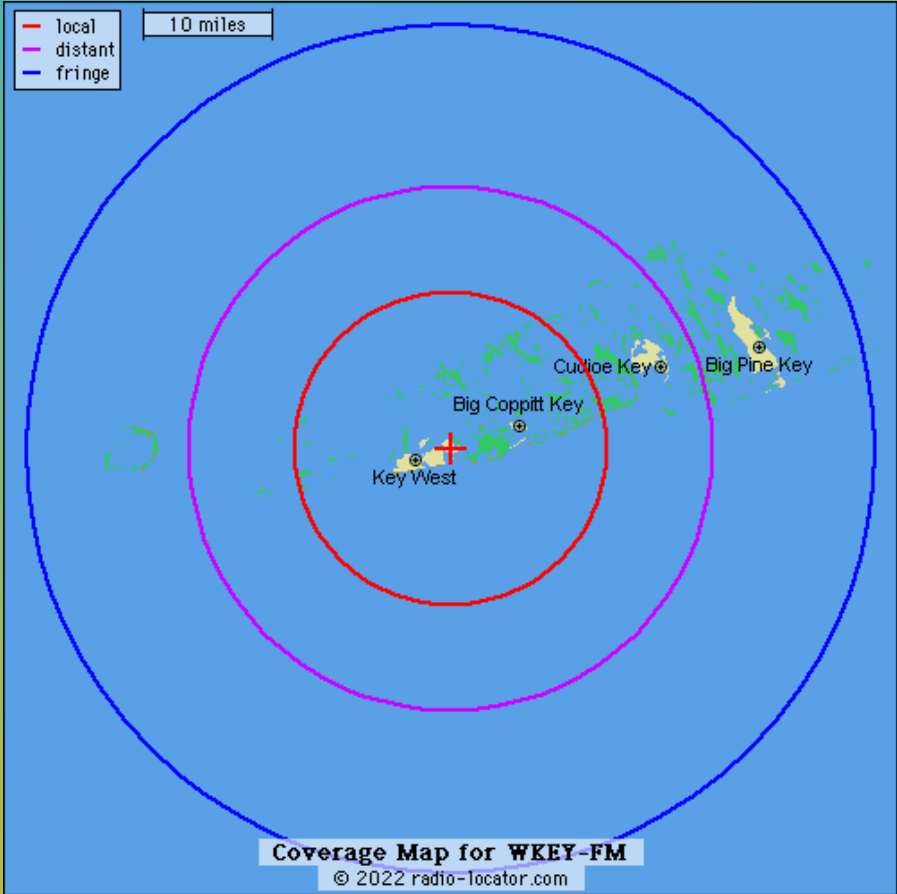 local
distant
fringe
10 miles
Cudjoe Key
Big Pine Key
Big Coppitt Key
Key West
Coverage Map for WKEY-FM
© 2022 radio-locator.com